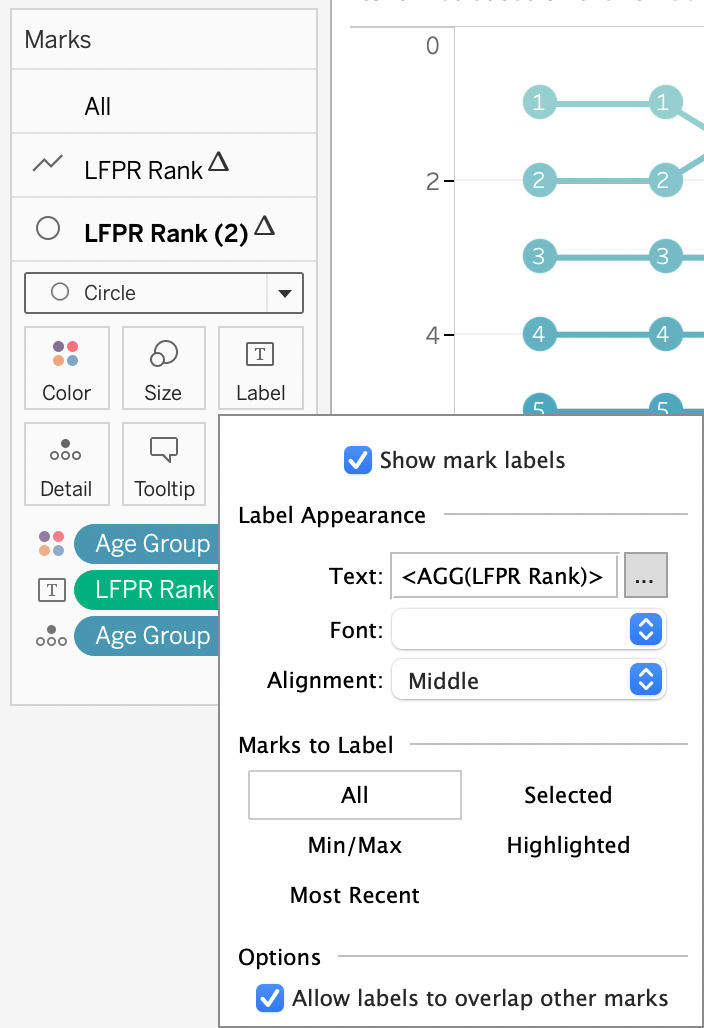 Marks
All
LFPR Rank Δ
LFPR Rank (2) Δ
Circle
Color
Size
T
Label
Detail
Tooltip
Age Group
T
LFPR Rank
Age Group
0
1 1
2
2 2
3 3
4
4 4
5 5
Show mark labels
Label Appearance
Text: <AGG(LFPR Rank)> ...
Font:
Alignment: Middle
Marks to Label
All Selected
Min/Max Highlighted
Most Recent
Options
Allow labels to overlap other marks